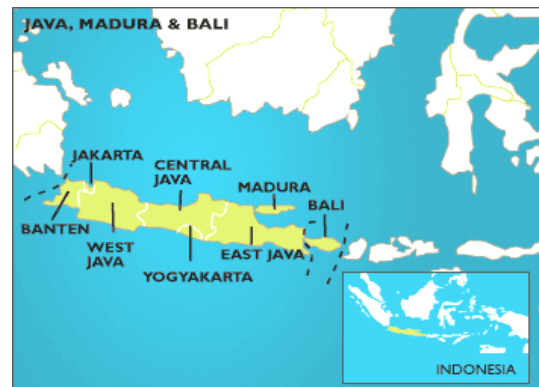 JAVA, MADURA & BALI
JAKARTA
CENTRAL
JAVA
MADURA
BALI
BANTEN
WEST
JAVA
YOGYAKARTA
EAST JAVA
INDONESIA